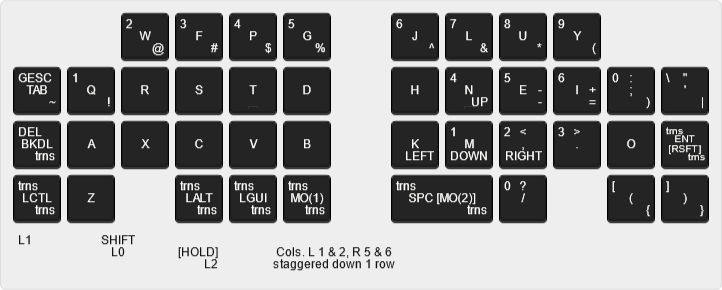 2 W @
3 F #
4 P $
5 G %
6 J ^
7 L &
8 U *
9 Y (
GESC TAB ~
1 Q !
R
S
T
D
H
4 N UP
5 E - -
6 I + =
0 : ; )
\ " ' |
DEL BKDL trns
A
X
C
V
B
K LEFT
1 M DOWN
2 < , RIGHT
3 > .
O
trns ENT [RSFT] trns
trns LCTL trns
Z
trns LALT trns
trns LGUI trns
trns MO(1) trns
trns SPC [MO(2)] trns
0 ? /
[ ( {
] ) }
L1
SHIFT
L0
[HOLD]
L2
Cols. L 1 & 2, R 5 & 6
staggered down 1 row